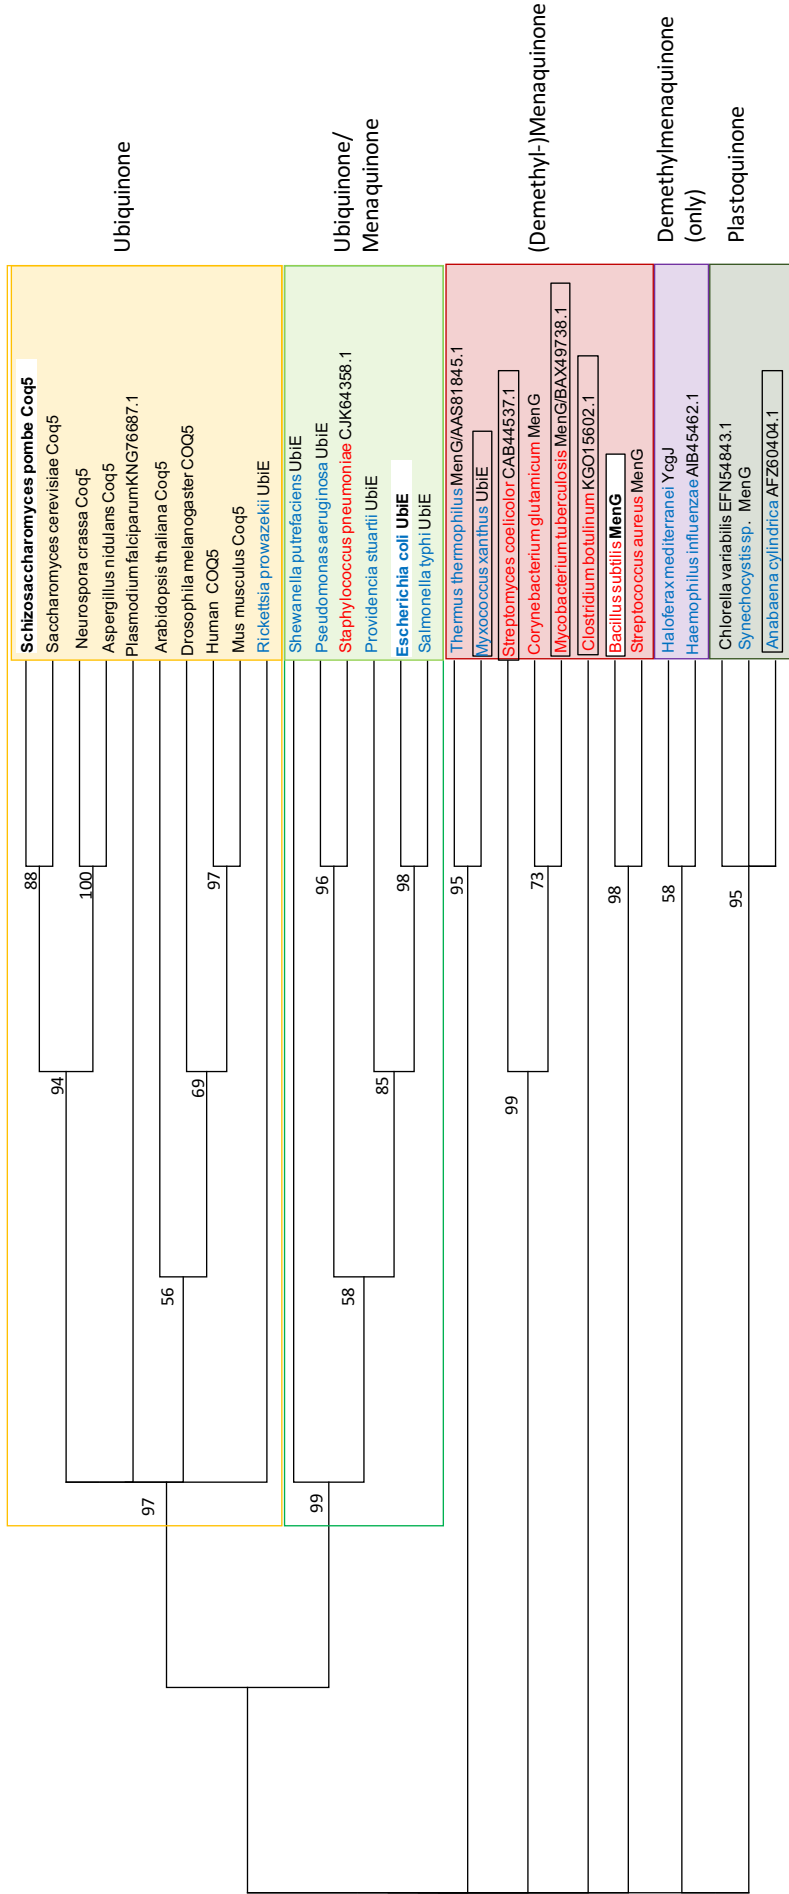 Schizosaccharomyces pombe Coq5
Saccharomyces cerevisiae Coq5
Neurospora crassa Coq5
Aspergillus nidulans Coq5
Plasmodium falciparumKNG76687.1
Arabidopsis thaliana Coq5
Drosophila melanogaster COQ5
Human COQ5
Mus musculus Coq5
Rickettsia prowazekii UbiE
Shewanella putrefaciens UbiE
Pseudomonas aeruginosa UbiE
Staphylococcus pneumoniae CJK64358.1
Providencia stuartii UbiE
Escherichia coli UbiE
Salmonella typhi UbiE
Thermus thermophilus MenG/AAS81845.1
Myxococcus xanthus UbiE
Streptomyces coelicolor CAB44537.1
Corynebacterium glutamicum MenG
Mycobacterium tuberculosis MenG/BAX49738.1
Clostridium botulinum KGO15602.1
Bacillus subtilis MenG
Streptococcus aureus MenG
Haloferax mediterranei YcgJ
Haemophilus influenzae AIB45462.1
Chlorella variabilis EFN54843.1
Synechocystis sp. MenG
Anabaena cylindrica AFZ60404.1
Ubiquinone
Ubiquinone/
Menaquinone
(Demethyl-)Menaquinone
Demethylmenaquinone
(only)
Plastoquinone
88
100
97
96
98
95
73
98
58
95
94
69
85
99
56
58
97
99